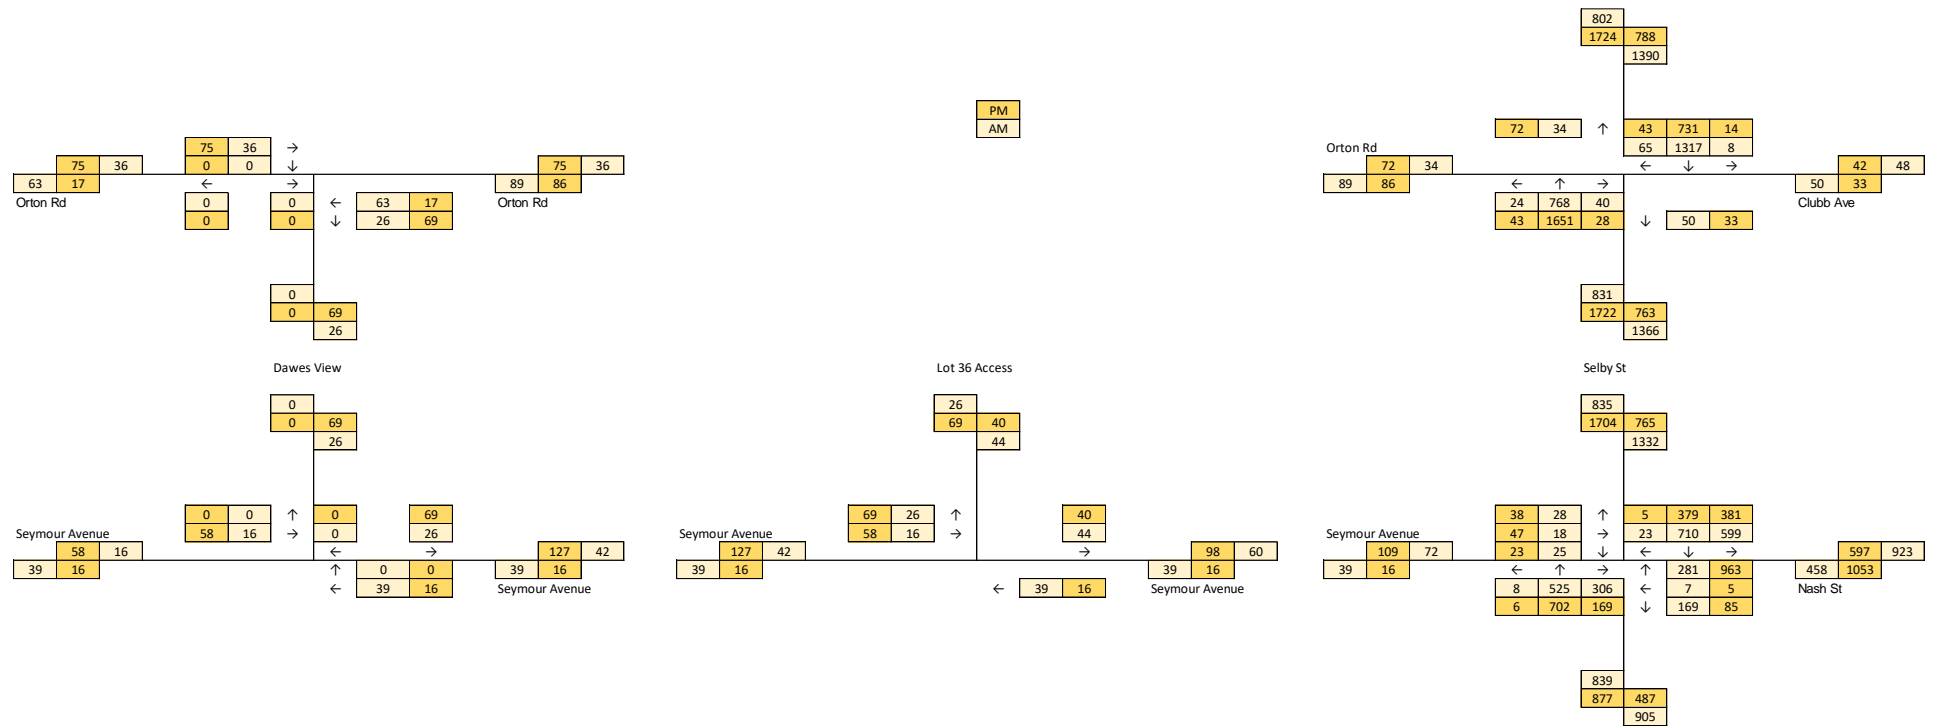 802
1724 788
1390
PM
AM
75 36 →
72 34 ↑ 43 731 14
75 36 0 0 ↓ 75 36
Orton Rd 65 1317 8
72 34 ← ↓ → 42 48
63 17 ← → 89 86
89 86 ← ↑ → 50 33
Orton Rd 0 0 ← 63 17 Orton Rd
24 768 40 Clubb Ave
0 0 ↓ 26 69
43 1651 28 ↓ 50 33
0 831
0 69 1722 763
26 1366
Dawes View Lot 36 Access Selby St
0 26 835
0 69 69 40 1704 765
26 44 1332
0 0 ↑ 0 69 69 26 ↑ 40 38 28 ↑ 5 379 381
Seymour Avenue 58 16 → 0 26 Seymour Avenue 58 16 → 44 Seymour Avenue 47 18 → 23 710 599
58 16 ← → 127 42 127 42 → 98 60 109 72 23 25 ↓ ← ↓ → 597 923
39 16 ↑ 0 0 39 16 39 16 39 16 39 16 ← ↑ → ↑ 281 963 458 1053
← 39 16 Seymour Avenue ← 39 16 Seymour Avenue 8 525 306 ← 7 5 Nash St
6 702 169 ↓ 169 85
839
877 487
905